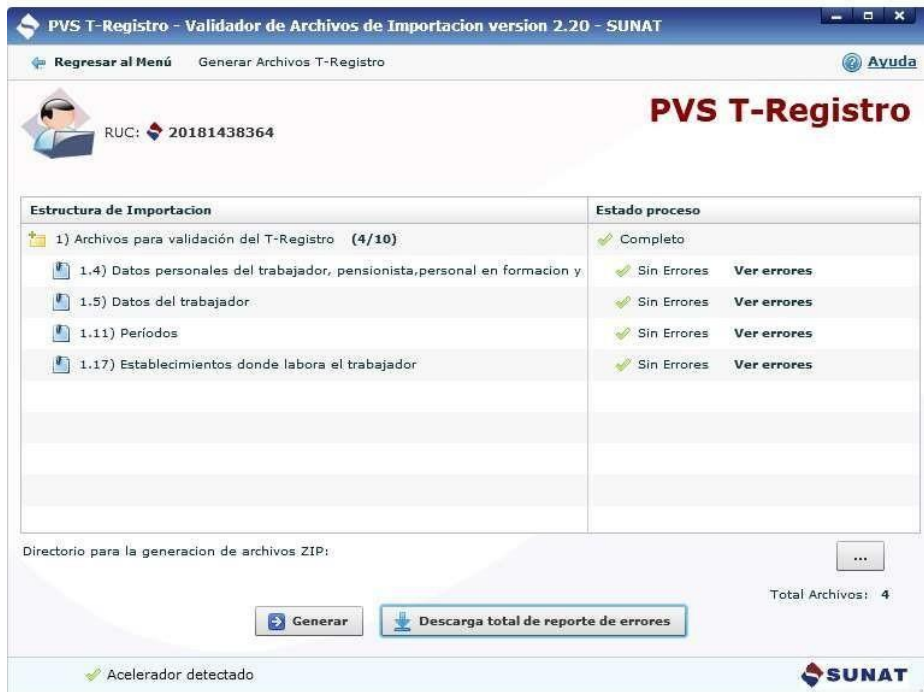 PVS T-Registro - Validador de Archivos de Importacion version 2.20 - SUNAT
Regresar al Menú Generar Archivos T-Registro Ayuda
PVS T-Registro
RUC: 20181438364
Estructura de Importacion Estado proceso
1) Archivos para validación del T-Registro (4/10) Completo
1.4) Datos personales del trabajador, pensionista,personal en formacion y Sin Errores Ver errores
1.5) Datos del trabajador Sin Errores Ver errores
1.11) Períodos Sin Errores Ver errores
1.17) Establecimientos donde labora el trabajador Sin Errores Ver errores
Directorio para la generacion de archivos ZIP: ...
Total Archivos: 4
Generar Descarga total de reporte de errores
Acelerador detectado SUNAT